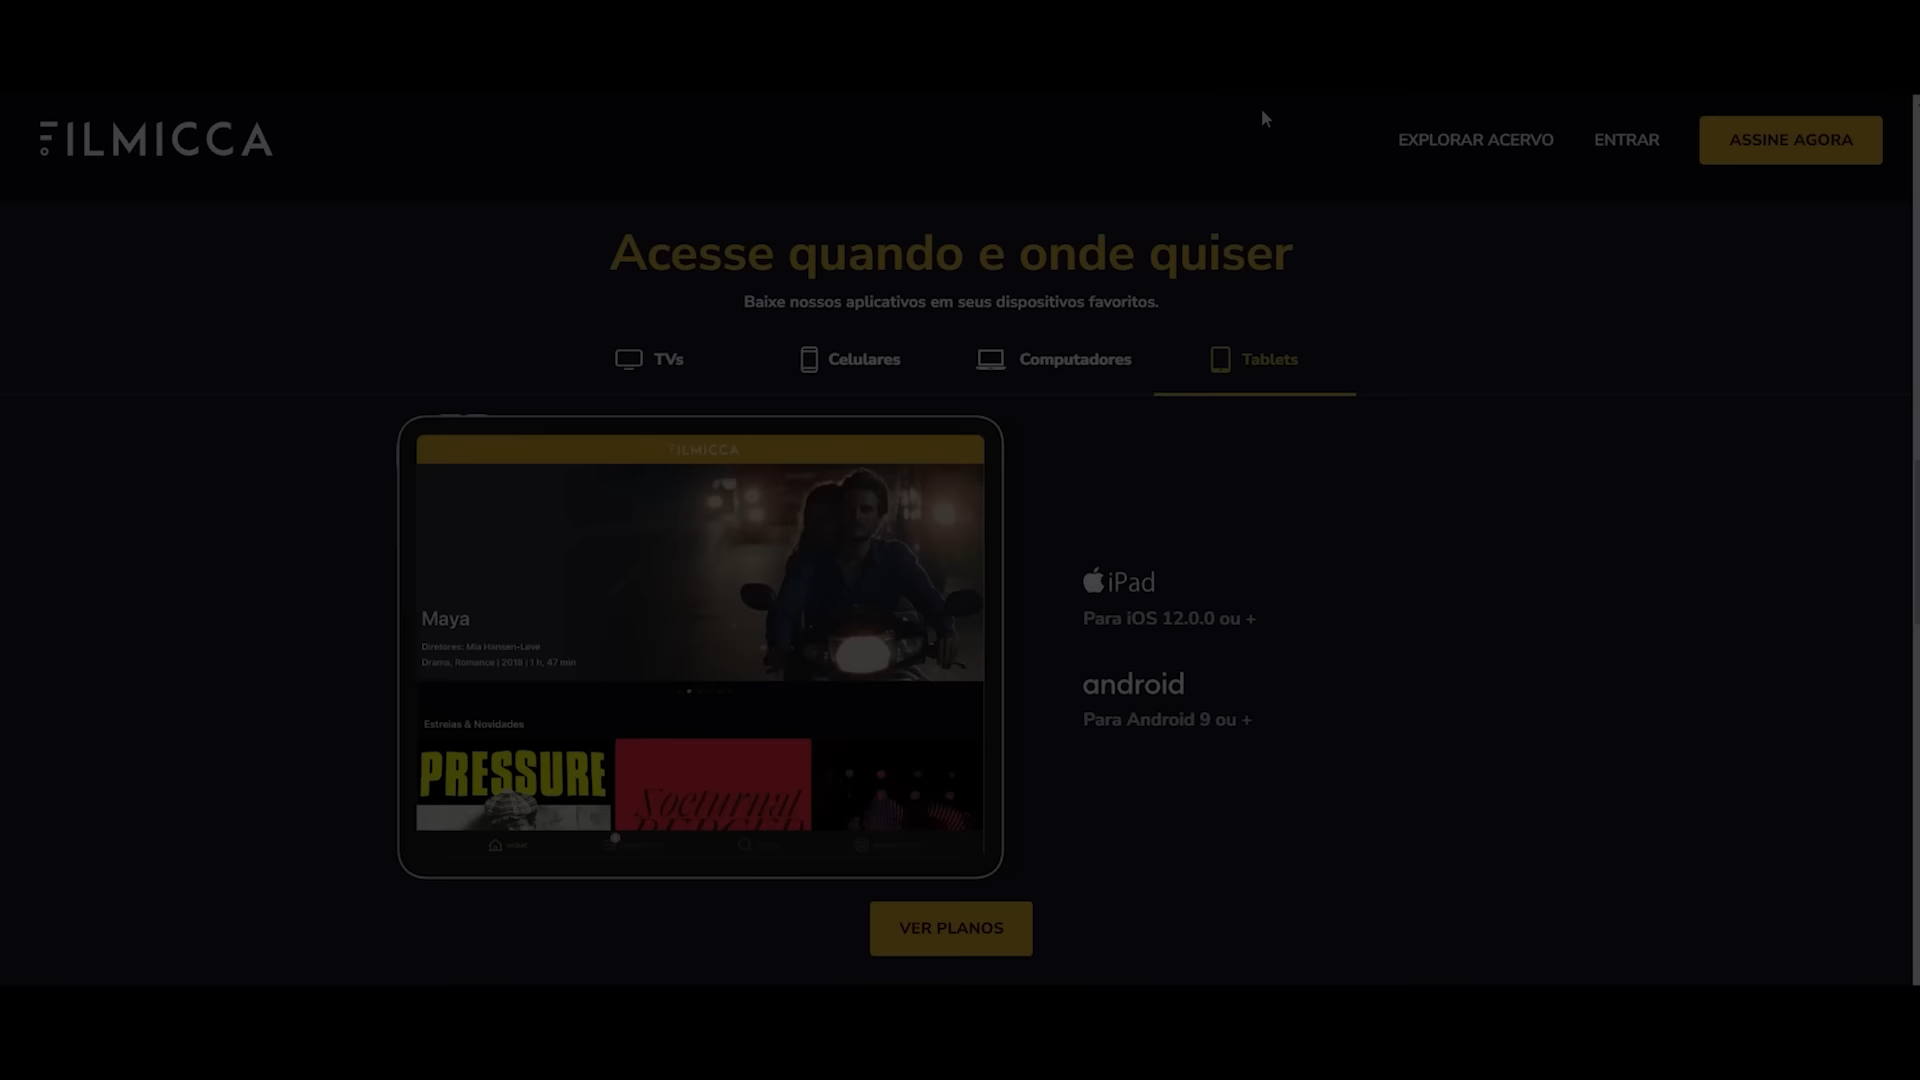 FILMICCA
EXPLORAR ACERVO
ENTRAR
ASSINE AGORA
Acesse quando e onde quiser
Baixe nossos aplicativos em seus dispositivos favoritos.
TVs
Celulares
Computadores
Tablets
FILMICCA
Maya
Diretores: Mia Hansen-Løve
Drama, Romance | 2018 | 1 h, 47 min
Estreias & Novidades
PRESSURE
Nocturnal
iPad
Para iOS 12.0.0 ou +
android
Para Android 9 ou +
VER PLANOS